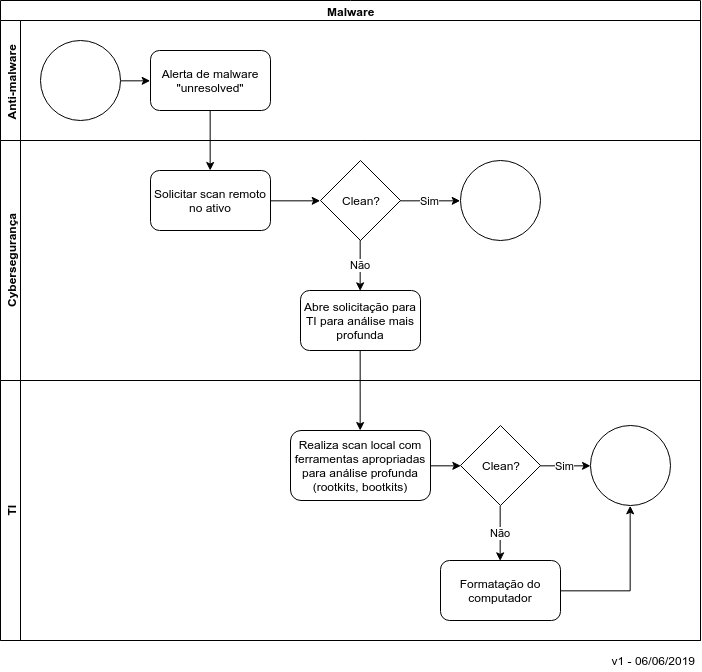 Malware
Anti-malware
Alerta de malware
"unresolved"
Cybersegurança
Solicitar scan remoto
no ativo
Clean?
Sim
Não
Abre solicitação para
TI para análise mais
profunda
TI
Realiza scan local com
ferramentas apropriadas
para análise profunda
(rootkits, bootkits)
Clean?
Sim
Não
Formatação do
computador
v1 - 06/06/2019